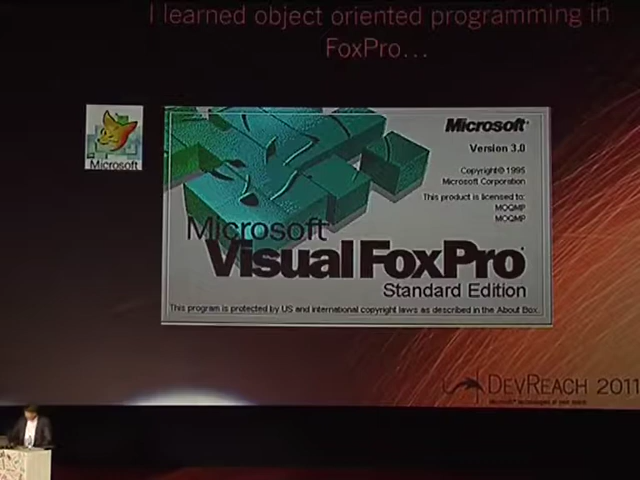 I learned object oriented programming in
FoxPro...
Microsoft
Microsoft
Version 3.0
Copyright© 1995
Microsoft Corporation
This product is licensed to:
MOQMP
MOQMP
Microsoft
Visual FoxPro
Standard Edition
This program is protected by US and international copyright laws as described in the About Box.
DEVREACH 2011